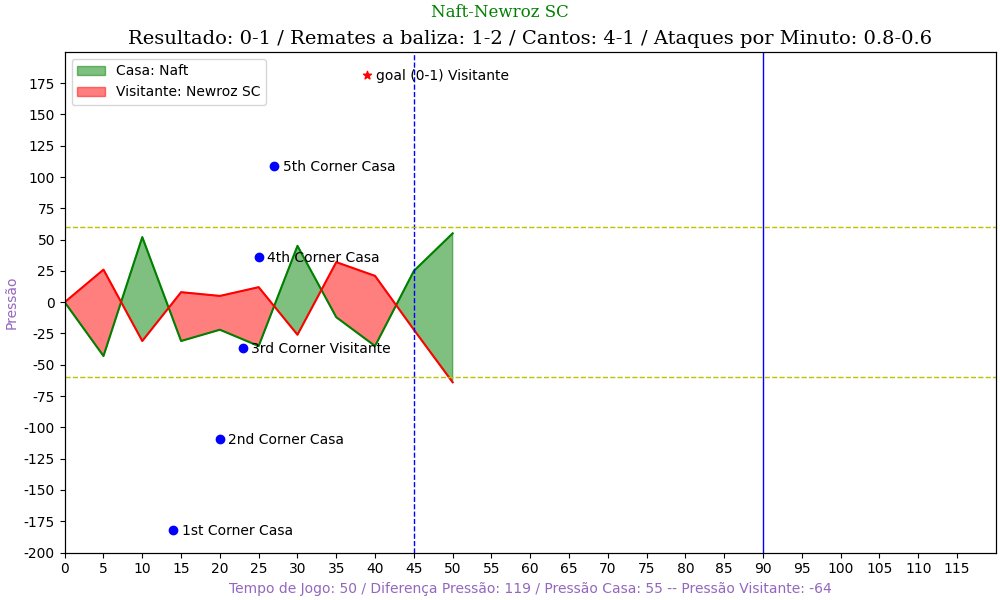 Naft-Newroz SC
Resultado: 0-1 / Remates a baliza: 1-2 / Cantos: 4-1 / Ataques por Minuto: 0.8-0.6
Casa: Naft
Visitante: Newroz SC
goal (0-1) Visitante
5th Corner Casa
4th Corner Casa
3rd Corner Visitante
2nd Corner Casa
1st Corner Casa
Pressão
175
150
125
100
75
50
25
0
-25
-50
-75
-100
-125
-150
-175
-200
0 5 10 15 20 25 30 35 40 45 50 55 60 65 70 75 80 85 90 95 100 105 110 115
Tempo de Jogo: 50 / Diferença Pressão: 119 / Pressão Casa: 55 -- Pressão Visitante: -64